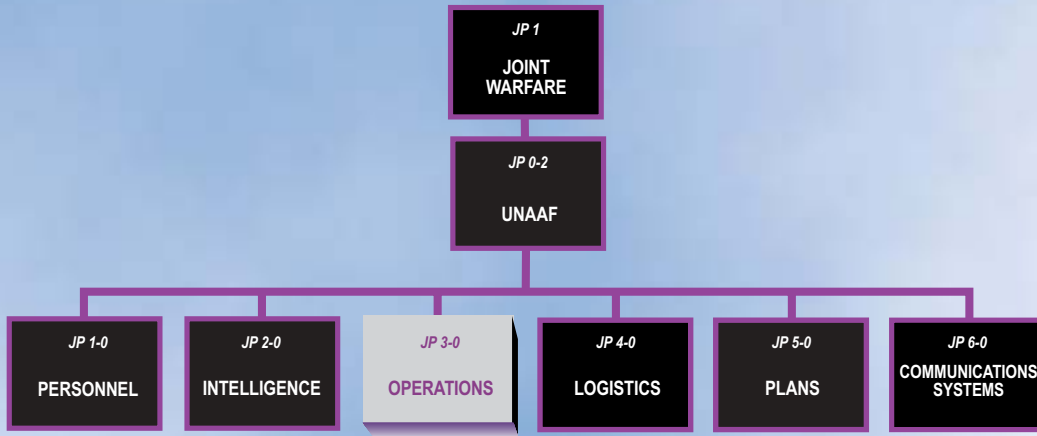 JP 1
JOINT
WARFARE
JP 0-2
UNAAF
JP 1-0
PERSONNEL
JP 2-0
INTELLIGENCE
JP 3-0
OPERATIONS
JP 4-0
LOGISTICS
JP 5-0
PLANS
JP 6-0
COMMUNICATIONS
SYSTEMS